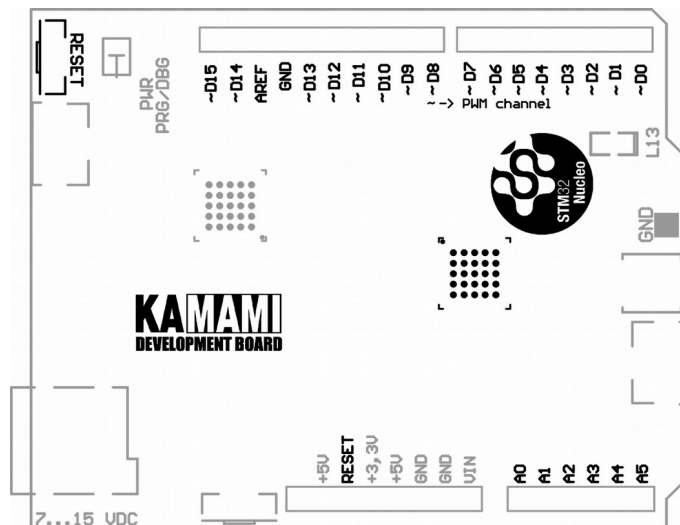 RESET
PWR
PRG/DBG
~D15
~D14
AREF
GND
~D13
~D12
~D11
~D10
~D9
~D8
~D7
~D6
~D5
~D4
~D3
~D2
~D1
~D0
~-> PWM channel
L13
STM32
Nucleo
GND
KAMAMI
DEVELOPMENT BOARD
+5V
RESET
+3,3V
+5V
GND
GND
VIN
A0
A1
A2
A3
A4
A5
7...15 VDC